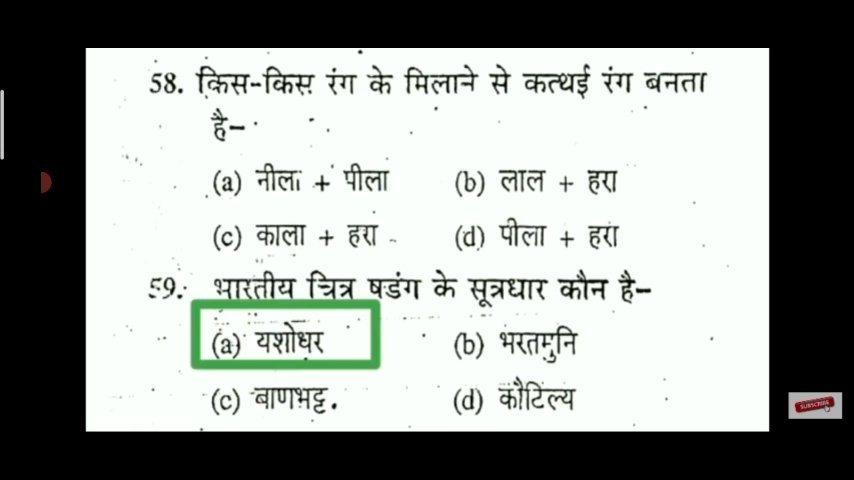 58. किस-किस रंग के मिलाने से कत्थई रंग बनता
है-
(a) नीला + पीला (b) लाल + हरा
(c) काला + हरा (d) पीला + हरा
59. भारतीय चित्र षडंग के सूत्रधार कौन है-
(a) यशोधर (b) भरतमुनि
(c) बाणभट्ट. (d) कौटिल्य
SUBSCRIBE